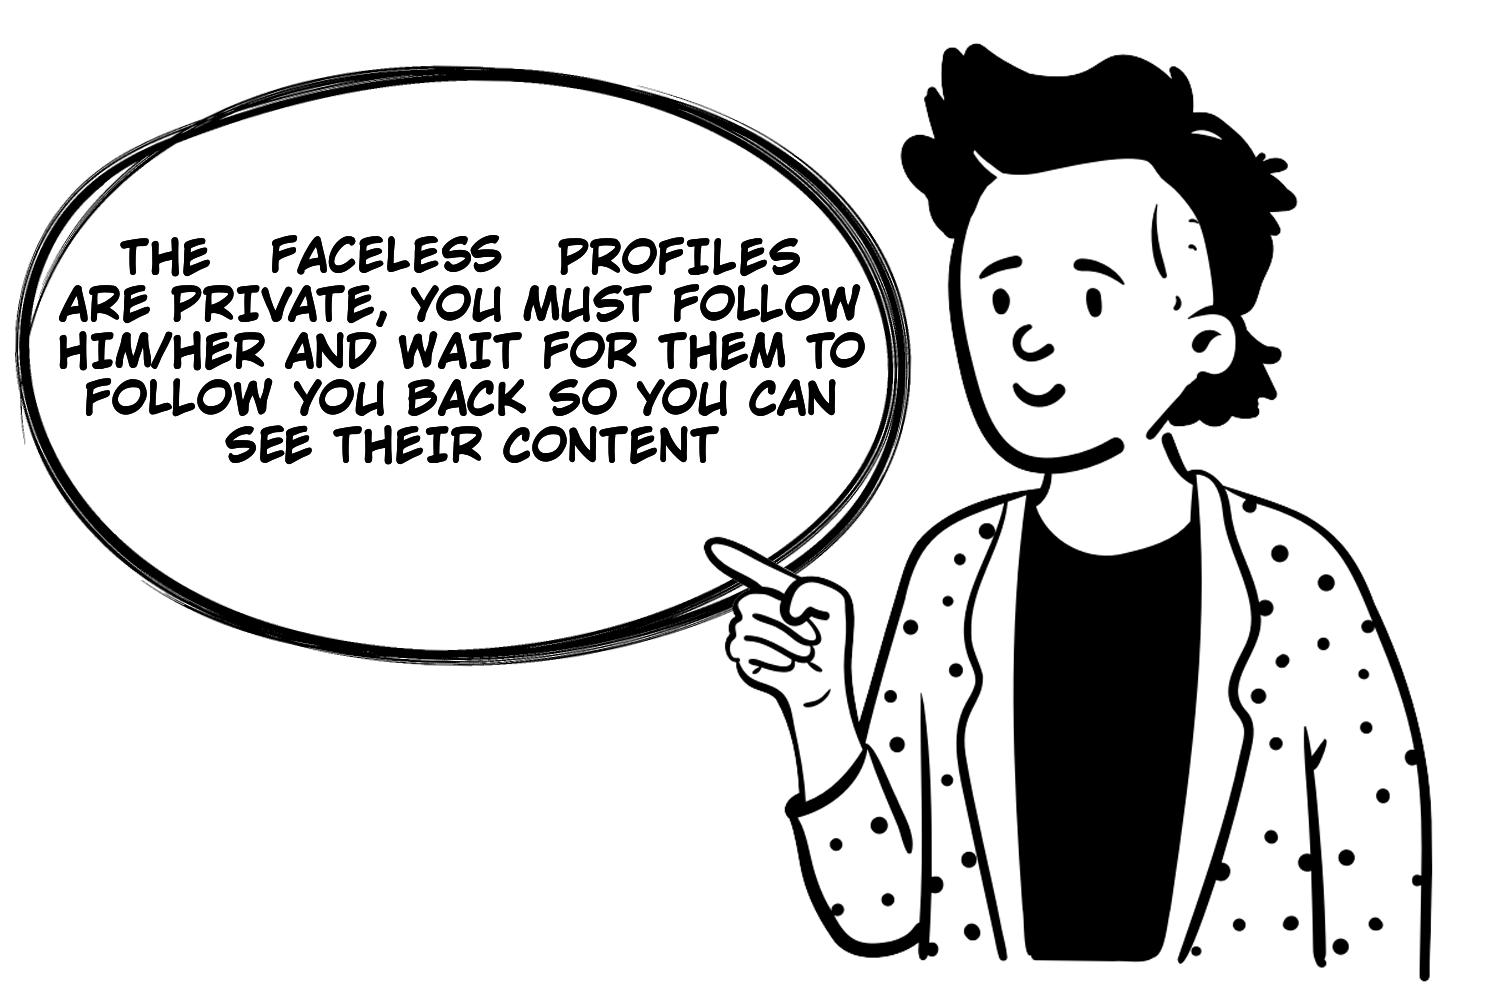 THE FACELESS PROFILES
ARE PRIVATE, YOU MUST FOLLOW
HIM/HER AND WAIT FOR THEM TO
FOLLOW YOU BACK SO YOU CAN
SEE THEIR CONTENT